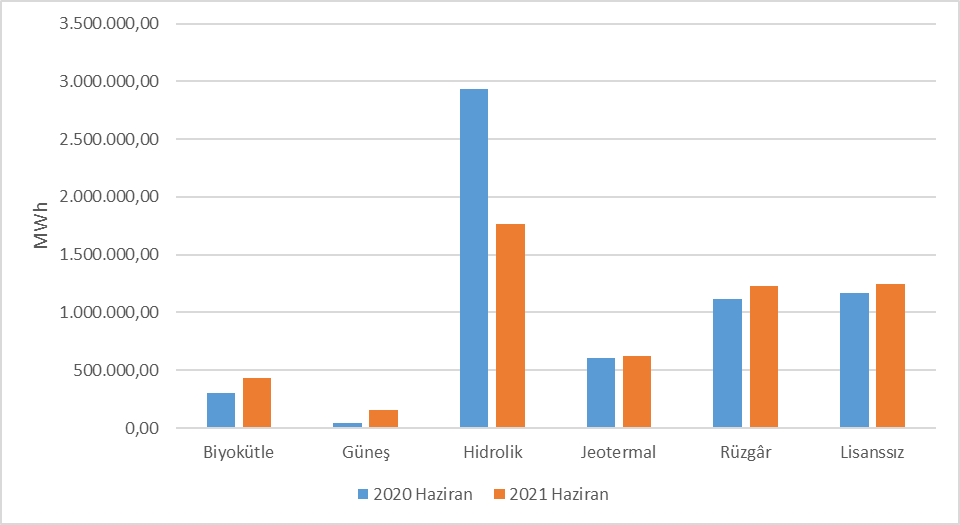 3.500.000,00
3.000.000,00
2.500.000,00
2.000.000,00
1.500.000,00
1.000.000,00
500.000,00
0,00
MWh
Biyokütle Güneş Hidrolik Jeotermal Rüzgâr Lisanssız
2020 Haziran 2021 Haziran